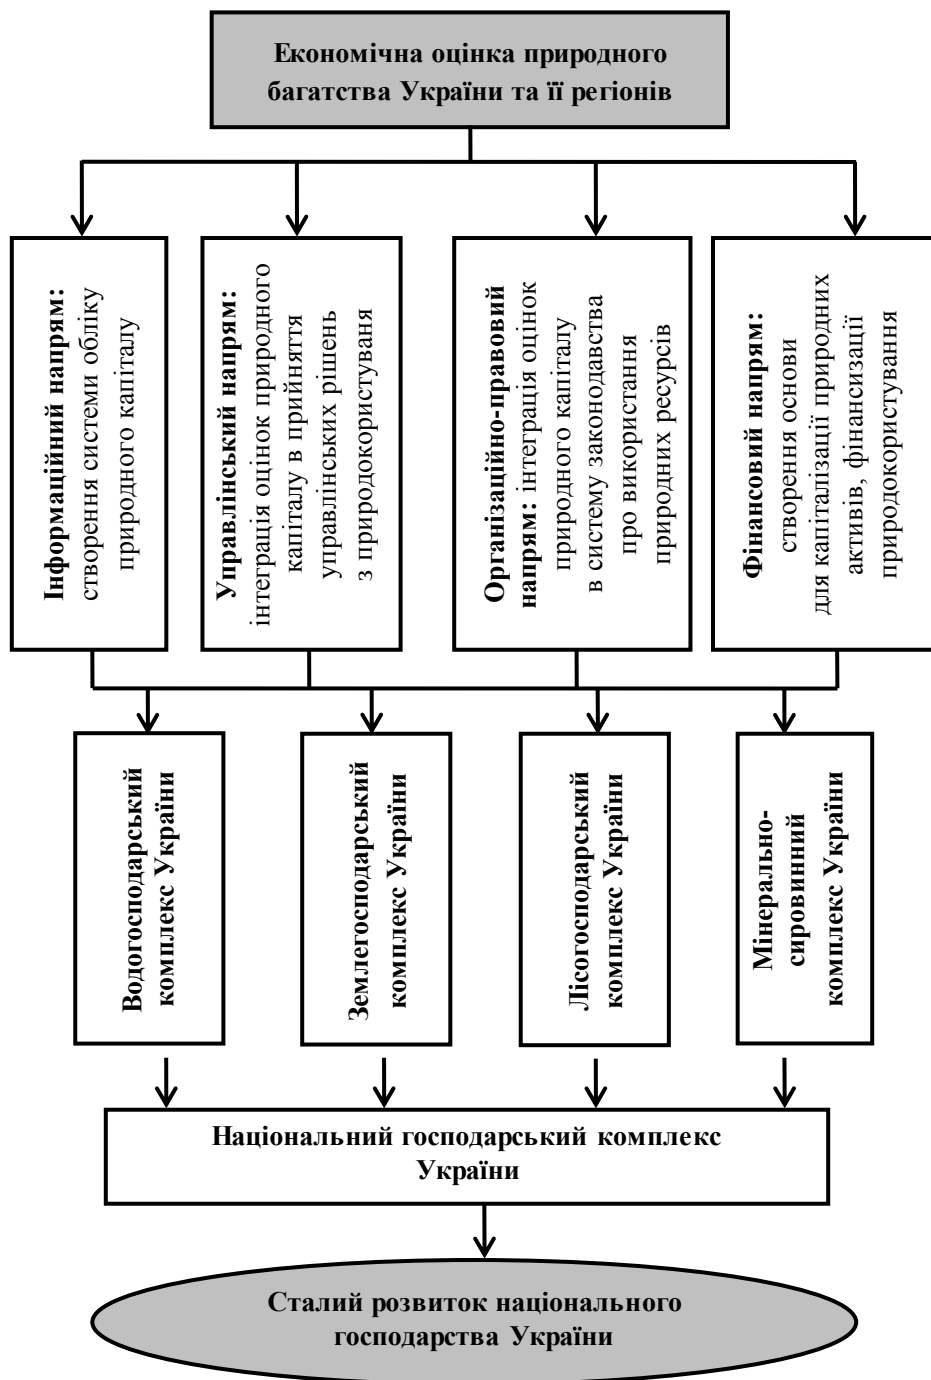 Економічна оцінка природного
багатства України та її регіонів
Інформаційний напрям:
створення системи обліку
природного капіталу
Управлінський напрям:
інтеграція оцінок природного
капіталу в прийняття
управлінських рішень
з природокористуваня
Організаційно-правовий
напрям: інтеграція оцінок
природного капіталу
в систему законодавства
про використання
природних ресурсів
Фінансовий напрям:
створення основи
для капіталізації природних
активів, фінансизації
природокористування
Водогосподарський
комплекс України
Землегосподарський
комплекс України
Лісогосподарський
комплекс України
Мінерально-
сировинний
комплекс України
Національний господарський комплекс
України
Сталий розвиток національного
господарства України